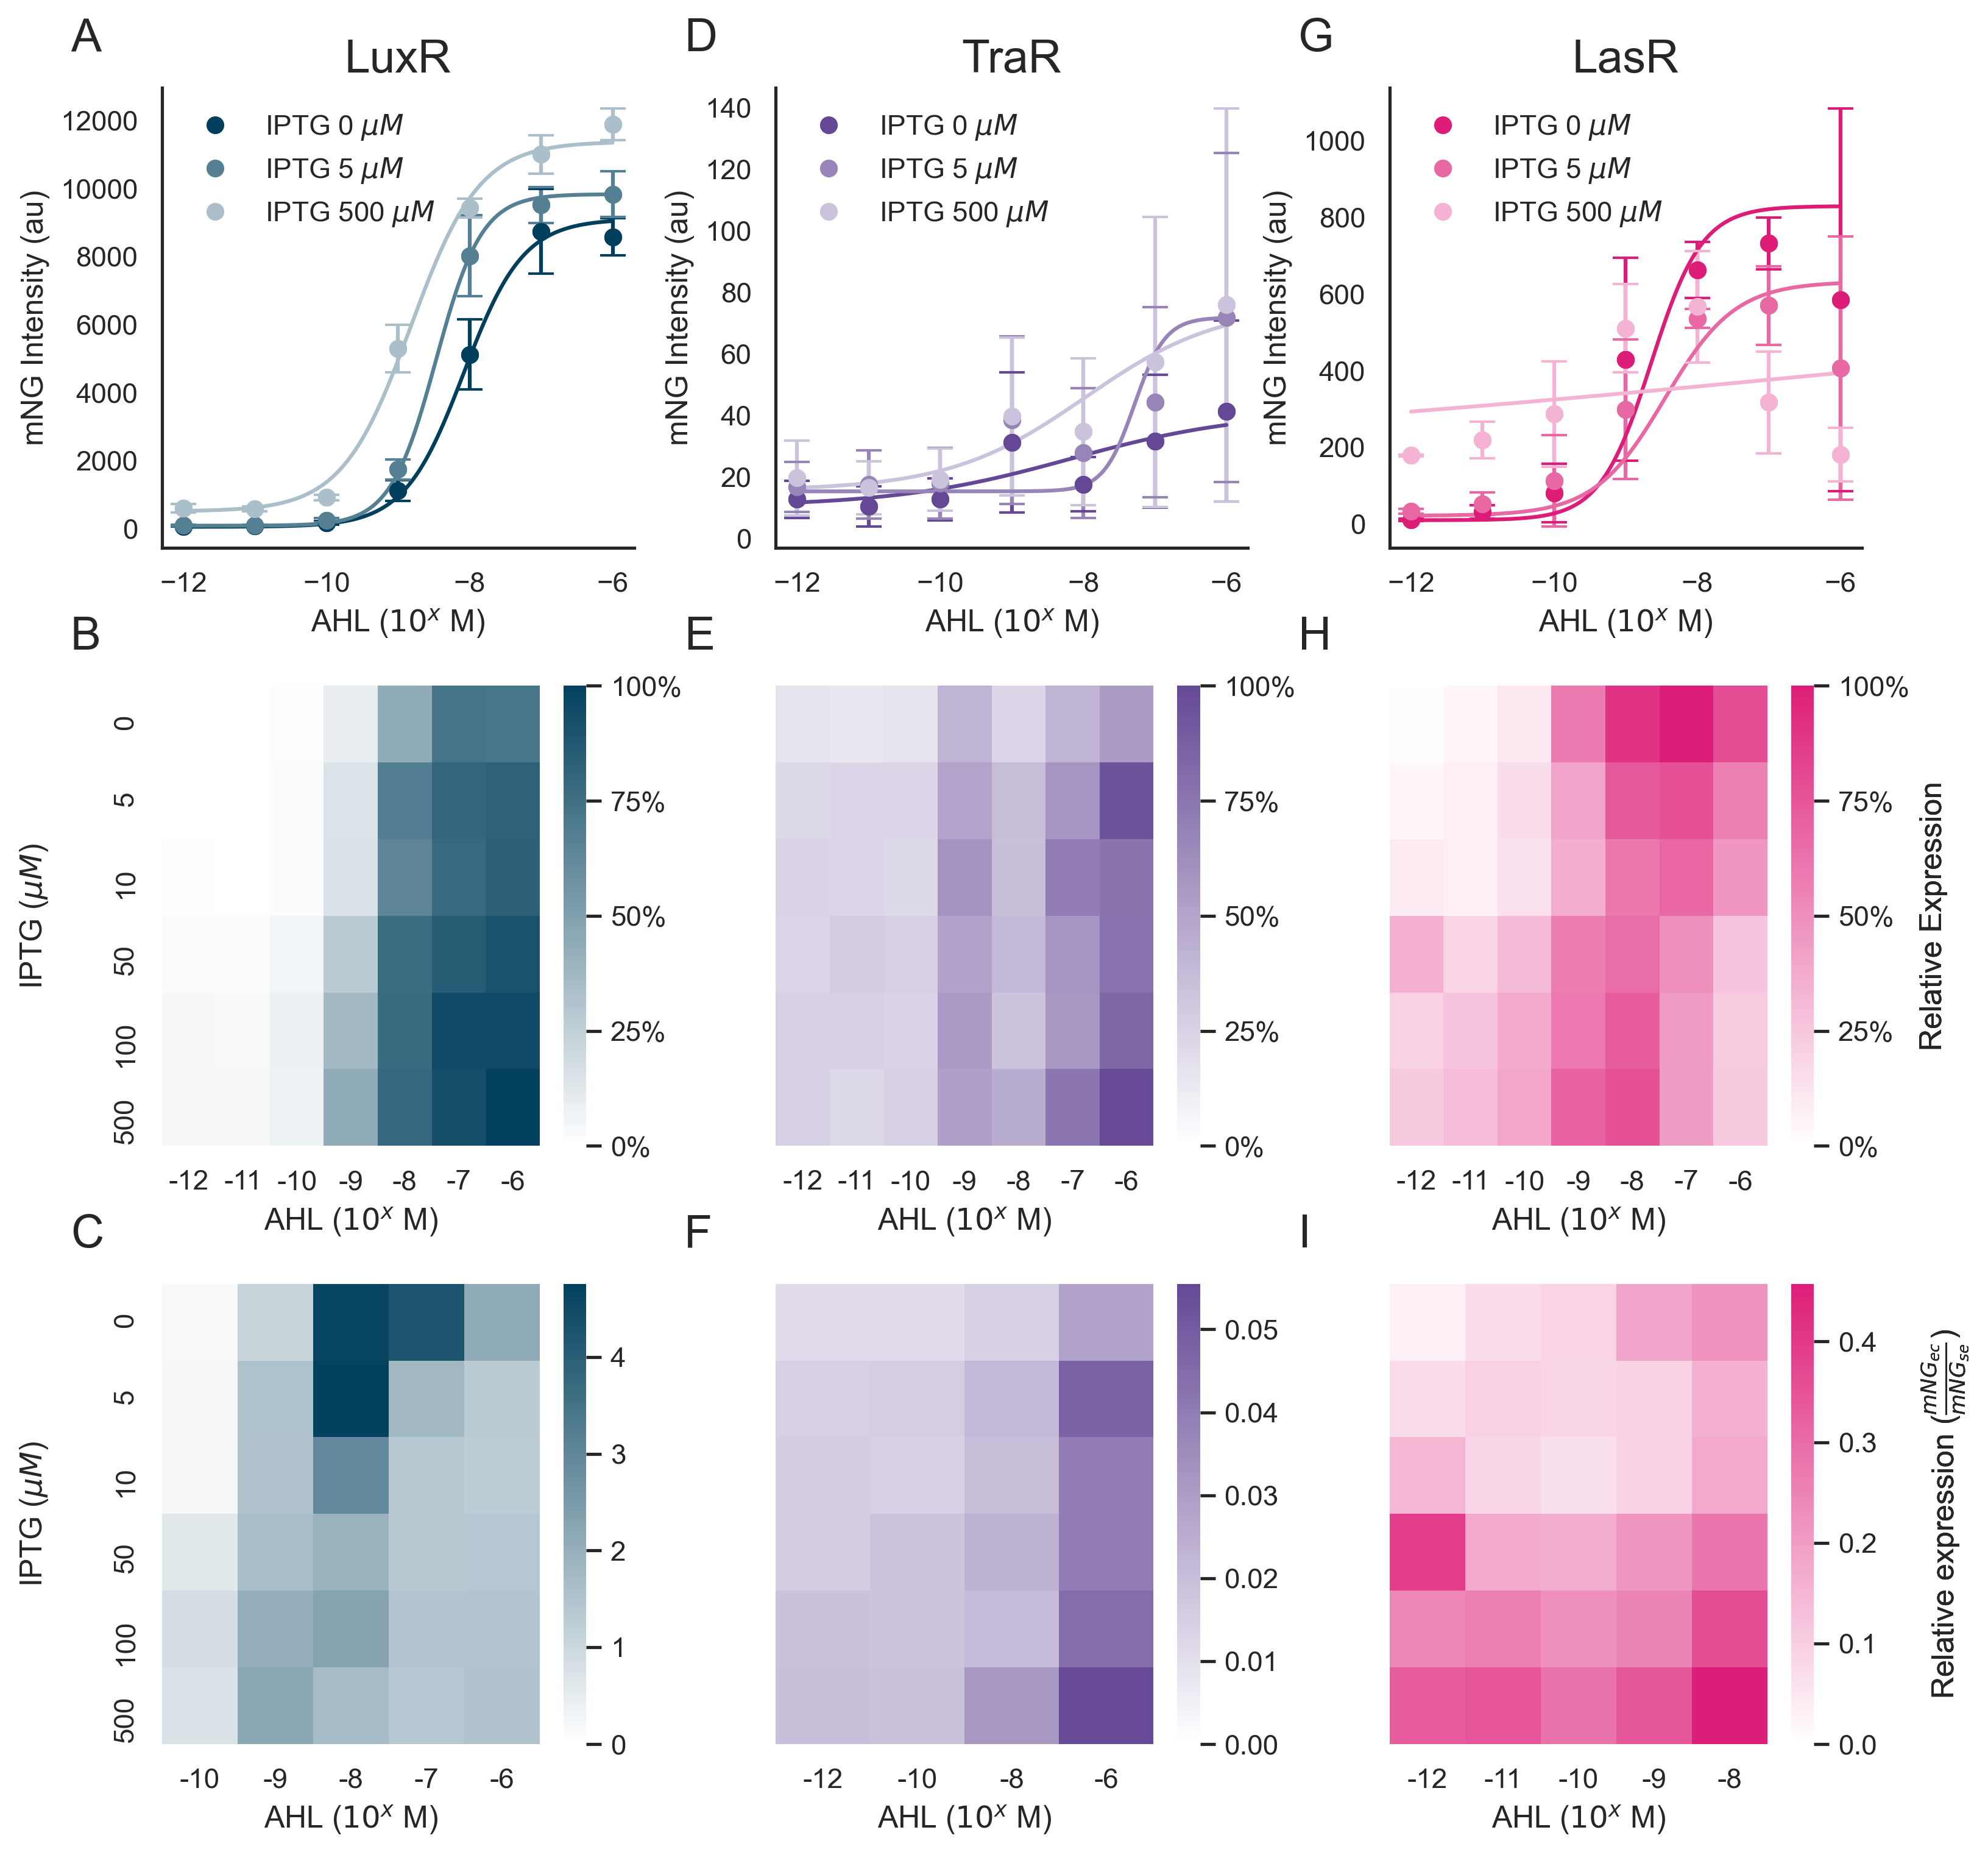 A
LuxR
12000
10000
8000
6000
4000
2000
0
mNG Intensity (au)
IPTG 0 μM
IPTG 5 μM
IPTG 500 μM
−12
−10
−8
−6
AHL (10ˣ M)
D
TraR
140
120
100
80
60
40
20
0
mNG Intensity (au)
IPTG 0 μM
IPTG 5 μM
IPTG 500 μM
−12
−10
−8
−6
AHL (10ˣ M)
G
LasR
1000
800
600
400
200
0
mNG Intensity (au)
IPTG 0 μM
IPTG 5 μM
IPTG 500 μM
−12
−10
−8
−6
AHL (10ˣ M)
B
IPTG (μM)
0
5
10
50
100
500
-12 -11 -10 -9 -8 -7 -6
AHL (10ˣ M)
100%
75%
50%
25%
0%
E
-12 -11 -10 -9 -8 -7 -6
AHL (10ˣ M)
100%
75%
50%
25%
0%
H
-12 -11 -10 -9 -8 -7 -6
AHL (10ˣ M)
100%
75%
50%
25%
0%
Relative Expression
C
IPTG (μM)
0
5
10
50
100
500
-10 -9 -8 -7 -6
AHL (10ˣ M)
4
3
2
1
0
F
-12 -10 -8 -6
AHL (10ˣ M)
0.05
0.04
0.03
0.02
0.01
0.00
I
-12 -11 -10 -9 -8
AHL (10ˣ M)
0.4
0.3
0.2
0.1
0.0
Relative expression (mNG_ec/mNG_se)